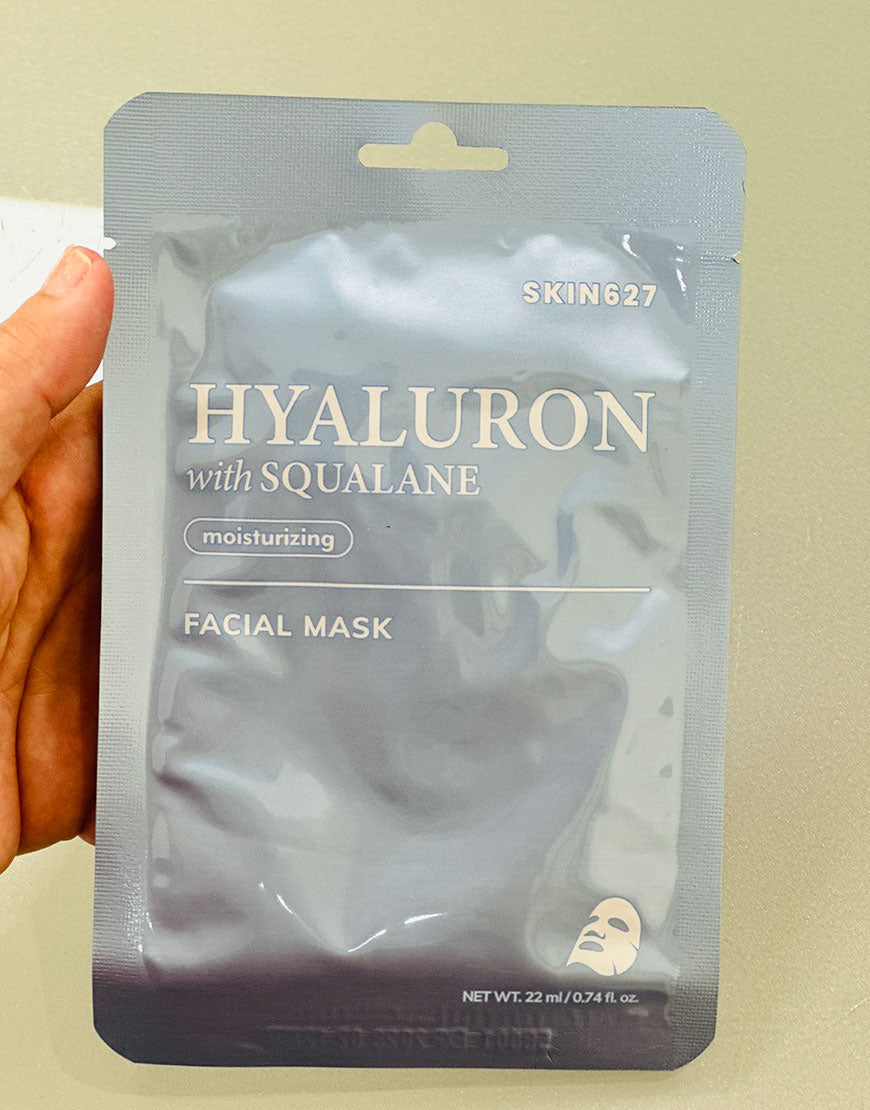 SKIN627
HYALURON
with SQUALANE
moisturizing
FACIAL MASK
NET WT. 22 ml / 0.74 fl. oz.